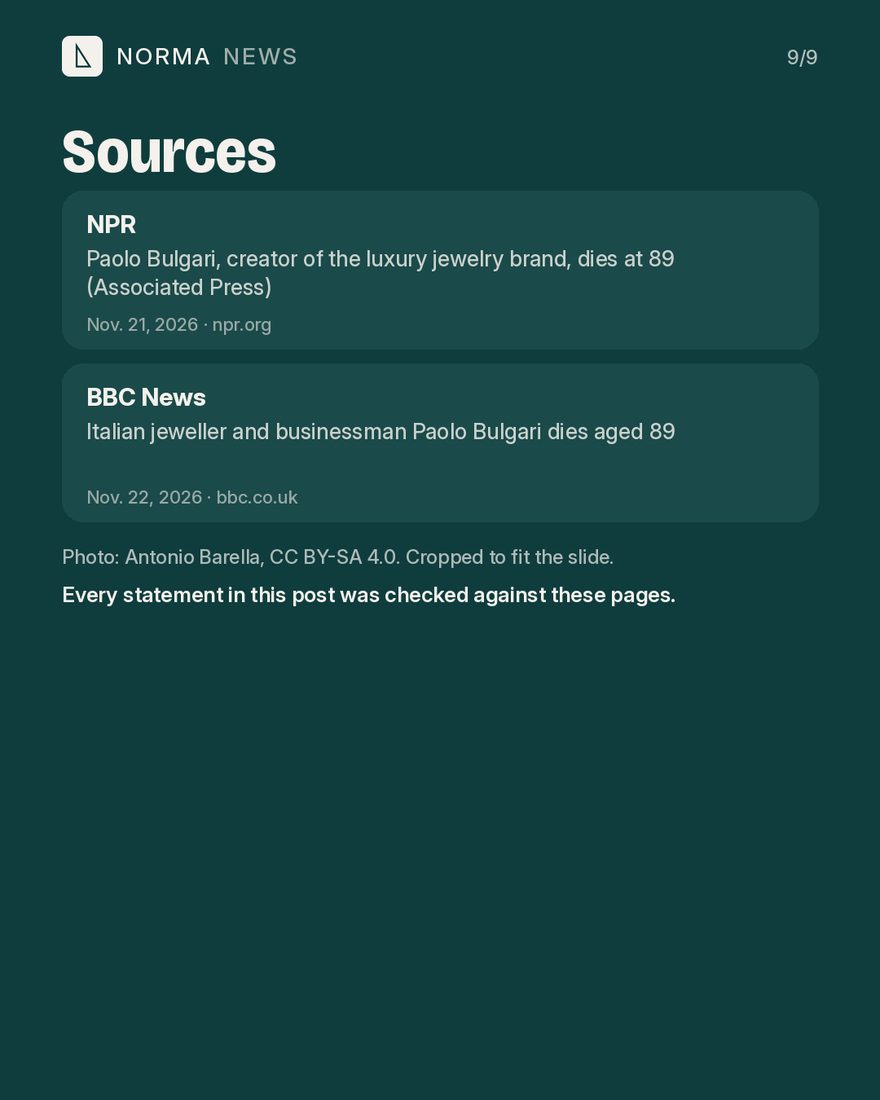 NORMA NEWS
9/9
Sources
NPR
Paolo Bulgari, creator of the luxury jewelry brand, dies at 89
(Associated Press)
Nov. 21, 2026 · npr.org
BBC News
Italian jeweller and businessman Paolo Bulgari dies aged 89
Nov. 22, 2026 · bbc.co.uk
Photo: Antonio Barella, CC BY-SA 4.0. Cropped to fit the slide.
Every statement in this post was checked against these pages.